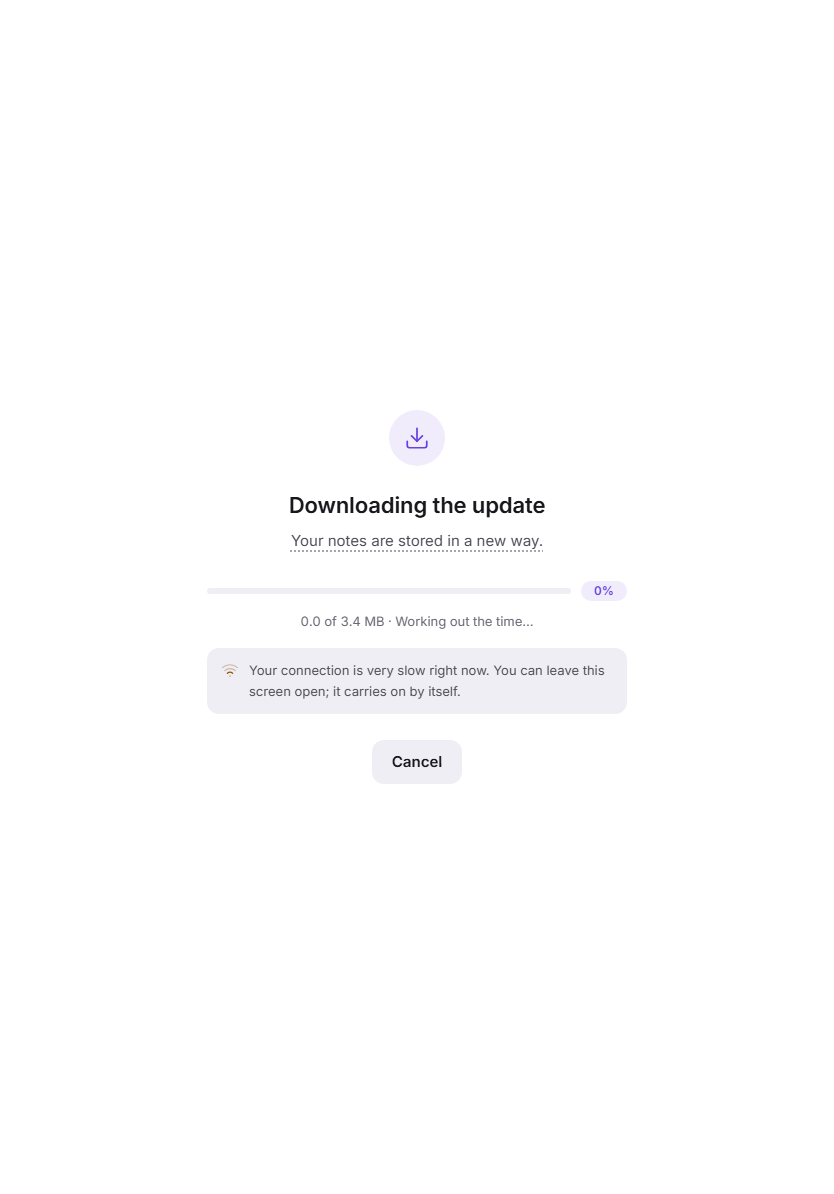 Downloading the update
Your notes are stored in a new way.
0%
0.0 of 3.4 MB · Working out the time...
Your connection is very slow right now. You can leave this
screen open; it carries on by itself.
Cancel